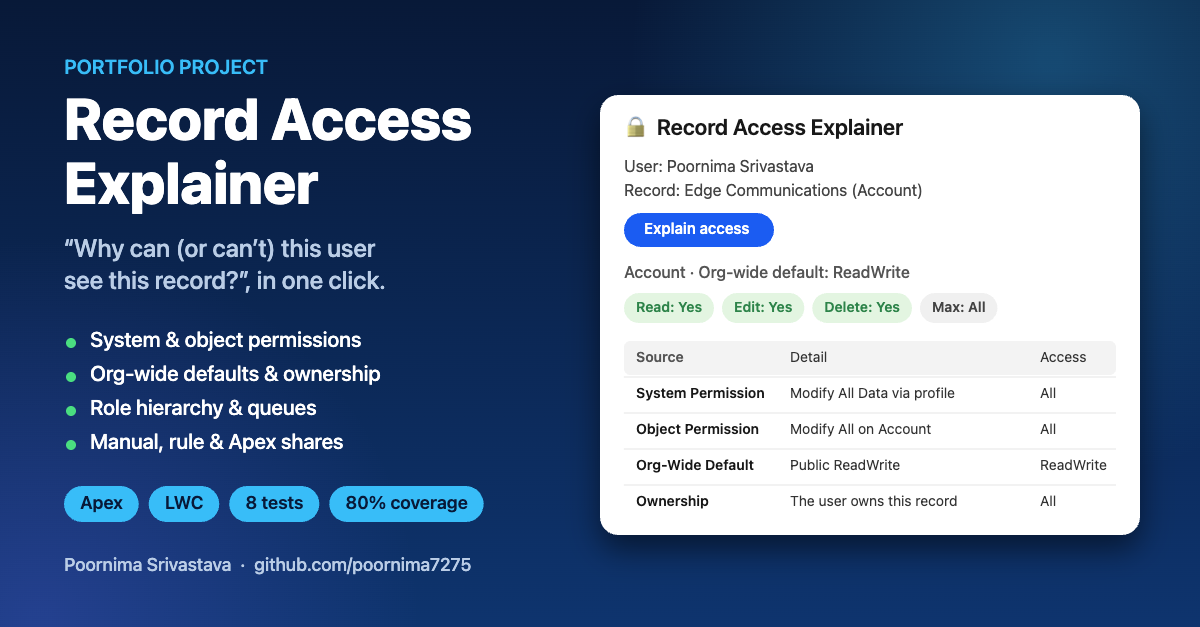 PORTFOLIO PROJECT
Record Access
Explainer
“Why can (or can’t) this user
see this record?”, in one click.
System & object permissions
Org-wide defaults & ownership
Role hierarchy & queues
Manual, rule & Apex shares
Apex LWC 8 tests 80% coverage
Poornima Srivastava · github.com/poornima7275
Record Access Explainer
User: Poornima Srivastava
Record: Edge Communications (Account)
Explain access
Account · Org-wide default: ReadWrite
Read: Yes Edit: Yes Delete: Yes Max: All
Source Detail Access
System Permission Modify All Data via profile All
Object Permission Modify All on Account All
Org-Wide Default Public ReadWrite ReadWrite
Ownership The user owns this record All